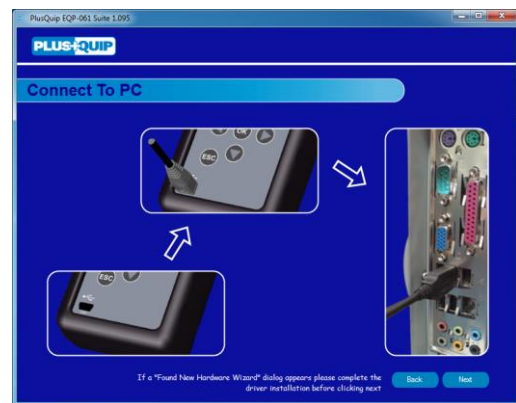 PlusQuip EQP-061 Suite 1.095
PLUS QUIP
Connect To PC
OK
ESC
ESC
If a "Found New Hardware Wizard" dialog appears please complete the
driver installation before clicking next
Back
Next